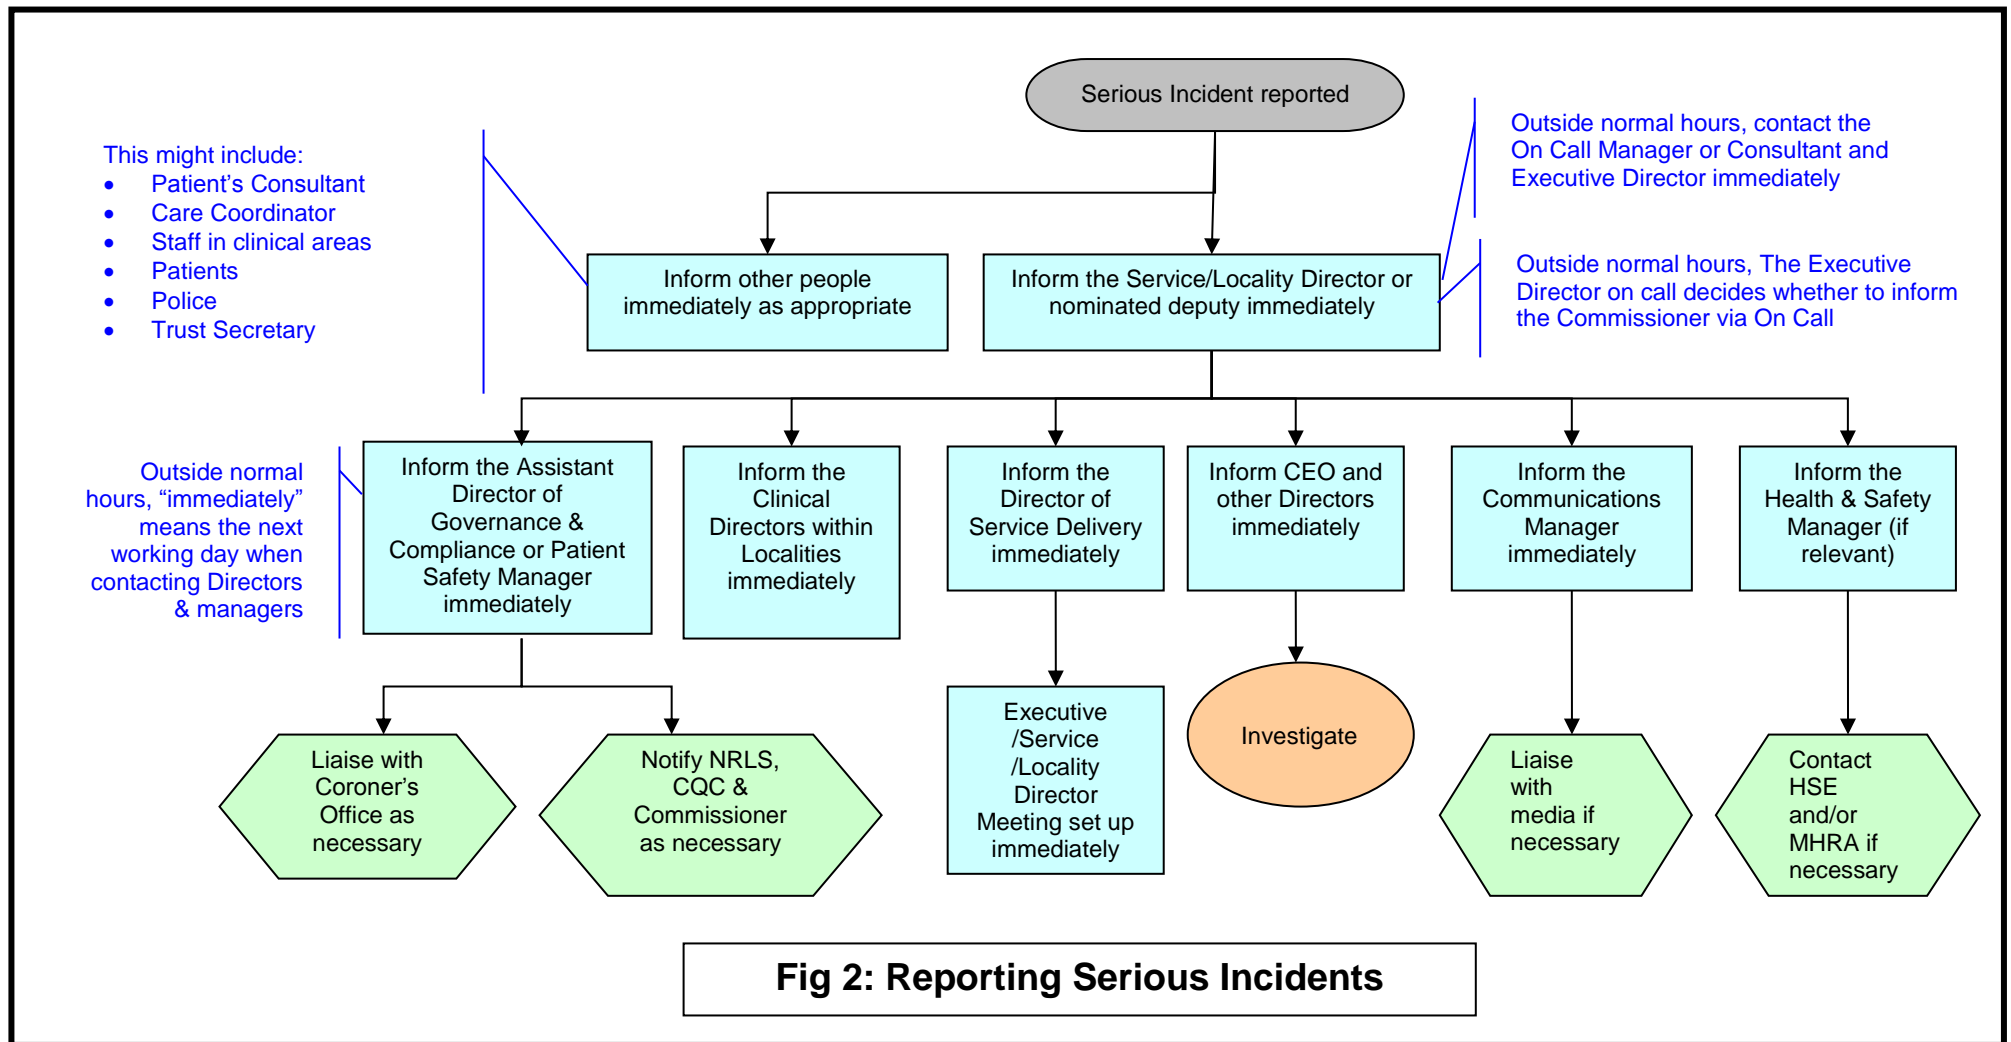 Serious Incident reported
This might include:
• Patient’s Consultant
• Care Coordinator
• Staff in clinical areas
• Patients
• Police
• Trust Secretary
Outside normal hours, contact the
On Call Manager or Consultant and
Executive Director immediately
Inform other people
immediately as appropriate
Inform the Service/Locality Director or
nominated deputy immediately
Outside normal hours, The Executive
Director on call decides whether to inform
the Commissioner via On Call
Outside normal
hours, “immediately”
means the next
working day when
contacting Directors
& managers
Inform the Assistant
Director of
Governance &
Compliance or Patient
Safety Manager
immediately
Inform the
Clinical
Directors within
Localities
immediately
Inform the
Director of
Service Delivery
immediately
Inform CEO and
other Directors
immediately
Inform the
Communications
Manager
immediately
Inform the
Health & Safety
Manager (if
relevant)
Liaise with
Coroner’s
Office as
necessary
Notify NRLS,
CQC &
Commissioner
as necessary
Executive
/Service
/Locality
Director
Meeting set up
immediately
Investigate
Liaise
with
media if
necessary
Contact
HSE
and/or
MHRA if
necessary
Fig 2: Reporting Serious Incidents